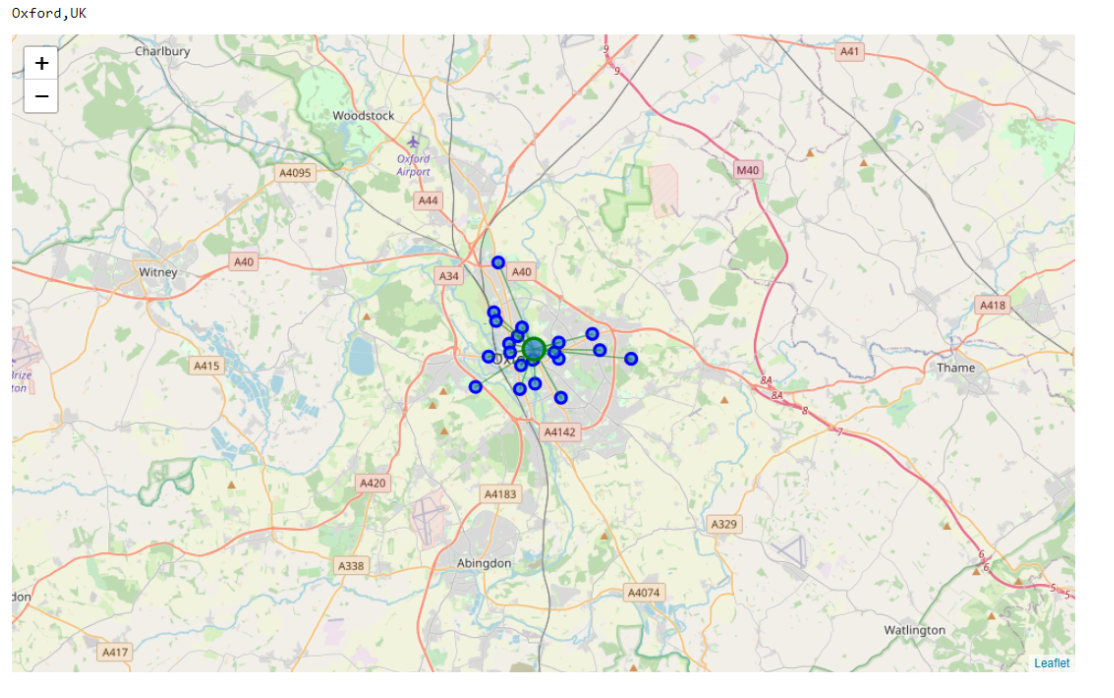 Oxford,UK
+
−
Charlbury
A41
9
9
Woodstock
Oxford
Airport
M40
A4095
A44
Witney
A40
A34
A40
A418
A415
Thame
8A
8A
8
7
A4142
A420
A4183
A329
Abingdon
A338
6
6
5
5
A4074
Watlington
A417
Leaflet